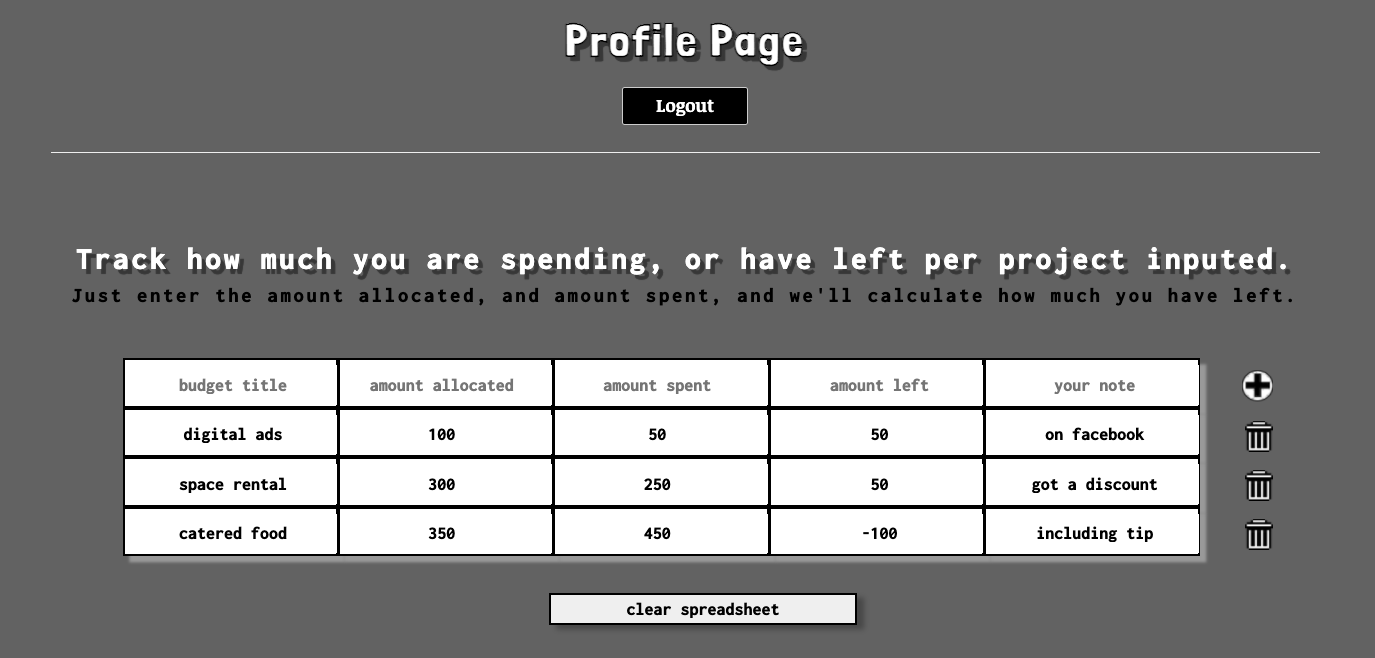 Profile Page
Logout
Track how much you are spending, or have left per project inputed.
Just enter the amount allocated, and amount spent, and we'll calculate how much you have left.
budget title amount allocated amount spent amount left your note
digital ads 100 50 50 on facebook
space rental 300 250 50 got a discount
catered food 350 450 -100 including tip
clear spreadsheet